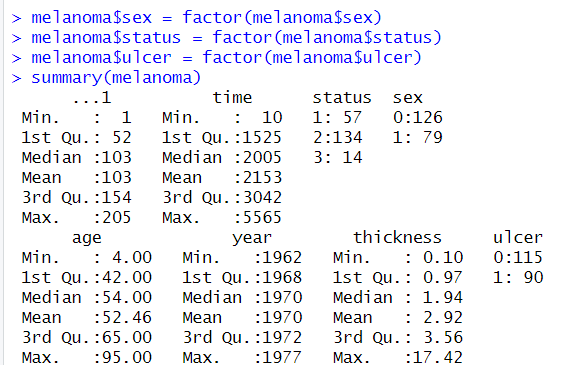 > melanoma$sex = factor(melanoma$sex)
> melanoma$status = factor(melanoma$status)
> melanoma$ulcer = factor(melanoma$ulcer)
> summary(melanoma)
      ...1          time       status  sex    
 Min.   :  1   Min.   :  10   1: 57   0:126  
 1st Qu.: 52   1st Qu.:1525   2:134   1: 79  
 Median :103   Median :2005   3: 14          
 Mean   :103   Mean   :2153                  
 3rd Qu.:154   3rd Qu.:3042                  
 Max.   :205   Max.   :5565                  
      age             year        thickness     ulcer  
 Min.   : 4.00   Min.   :1962   Min.   : 0.10   0:115  
 1st Qu.:42.00   1st Qu.:1968   1st Qu.: 0.97   1: 90  
 Median :54.00   Median :1970   Median : 1.94          
 Mean   :52.46   Mean   :1970   Mean   : 2.92          
 3rd Qu.:65.00   3rd Qu.:1972   3rd Qu.: 3.56          
 Max.   :95.00   Max.   :1977   Max.   :17.42